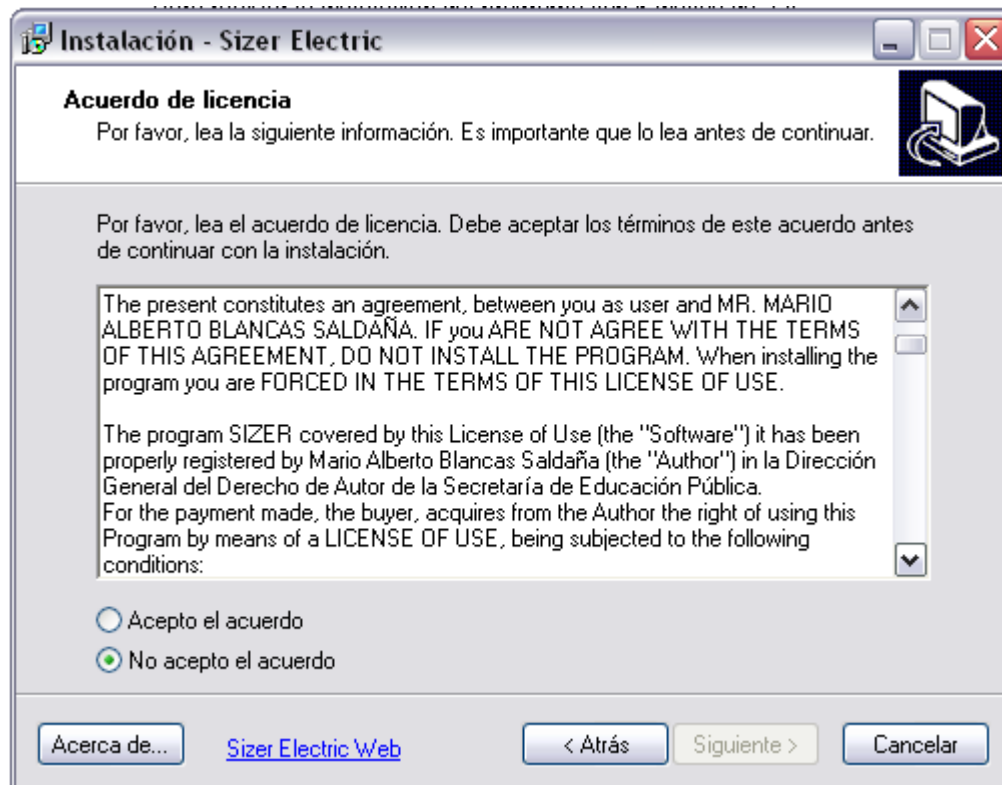 Instalación - Sizer Electric
Acuerdo de licencia
Por favor, lea la siguiente información. Es importante que lo lea antes de continuar.
Por favor, lea el acuerdo de licencia. Debe aceptar los términos de este acuerdo antes
de continuar con la instalación.
The present constitutes an agreement, between you as user and MR. MARIO
ALBERTO BLANCAS SALDAÑA. IF you ARE NOT AGREE WITH THE TERMS
OF THIS AGREEMENT, DO NOT INSTALL THE PROGRAM. When installing the
program you are FORCED IN THE TERMS OF THIS LICENSE OF USE.
The program SIZER covered by this License of Use (the "Software") it has been
properly registered by Mario Alberto Blancas Saldaña (the "Author") in la Dirección
General del Derecho de Autor de la Secretaría de Educación Pública.
For the payment made, the buyer, acquires from the Author the right of using this
Program by means of a LICENSE OF USE, being subjected to the following
conditions:
Acepto el acuerdo
No acepto el acuerdo
Acerca de... Sizer Electric Web < Atrás Siguiente > Cancelar